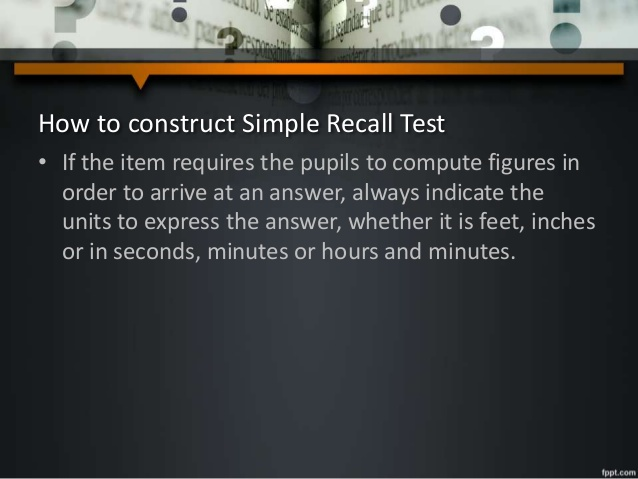 How to construct Simple Recall Test
• If the item requires the pupils to compute figures in
order to arrive at an answer, always indicate the
units to express the answer, whether it is feet, inches
or in seconds, minutes or hours and minutes.
fppt.com